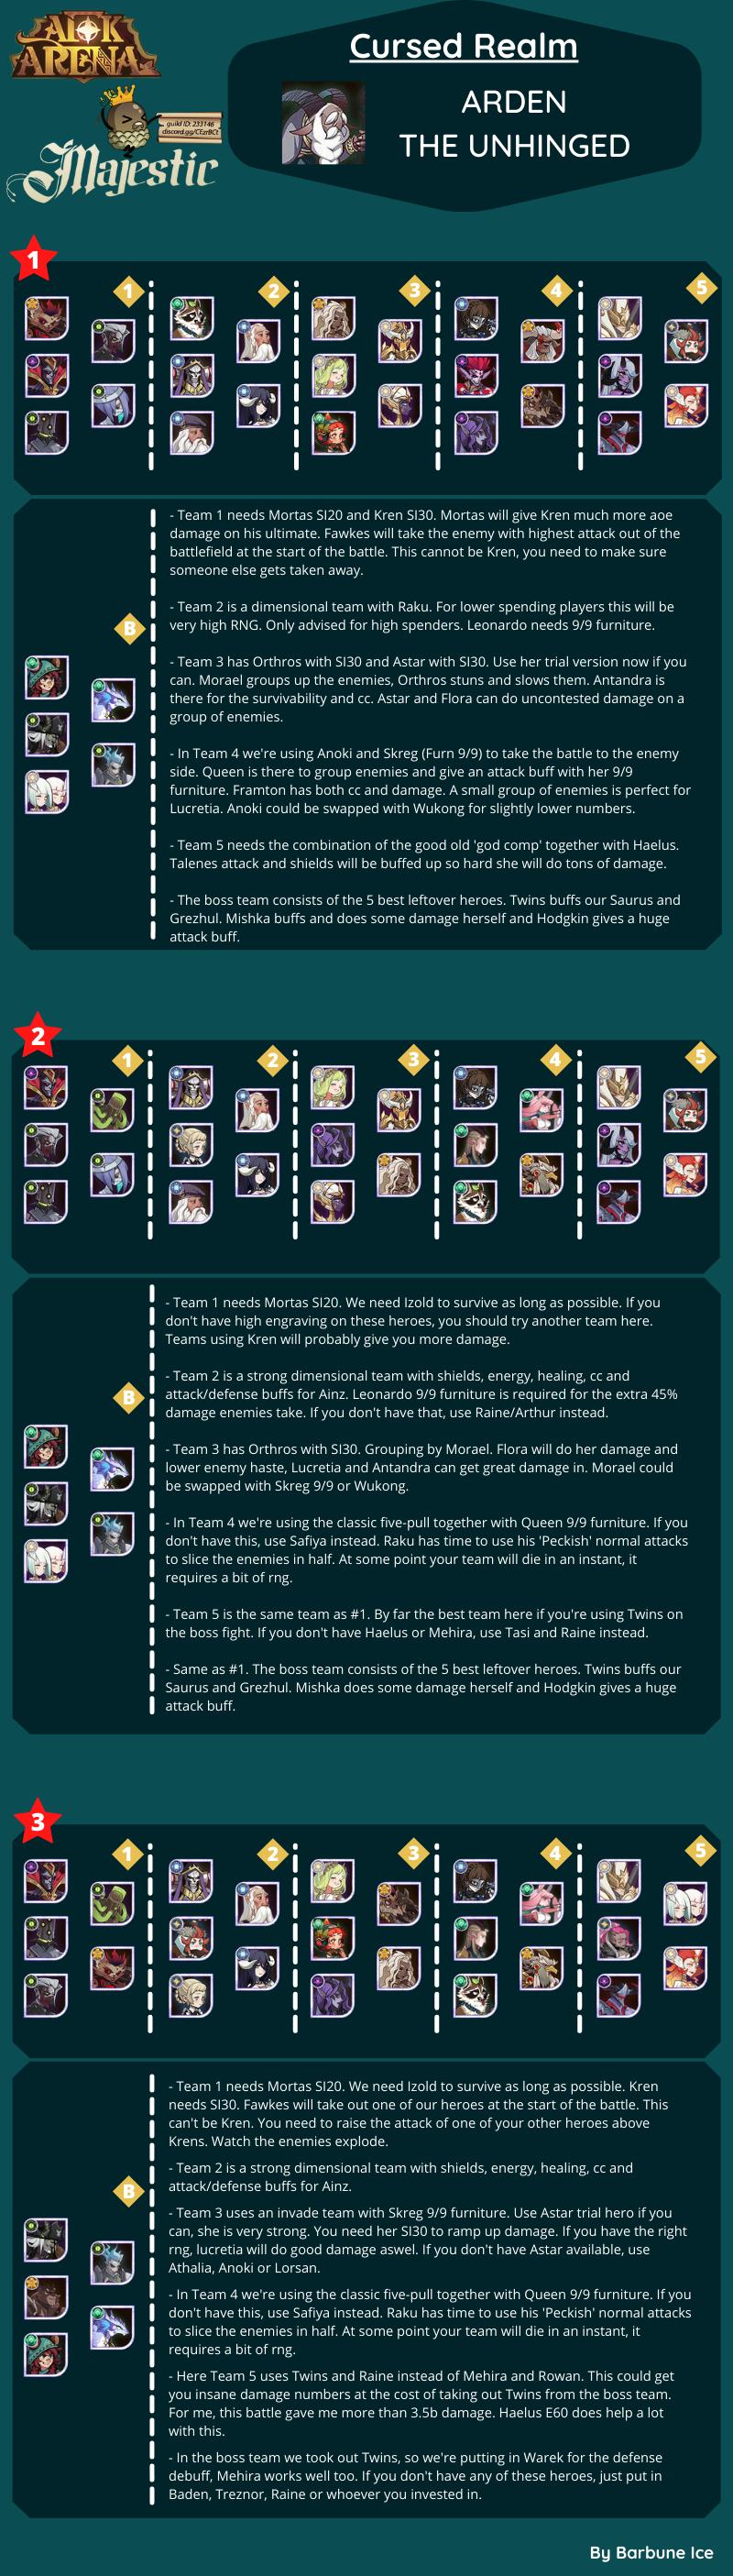 AFK
ARENA
Cursed Realm
ARDEN
THE UNHINGED
guild ID: 233146
Majestic
1
1
2
3
4
5
B
- Team 1 needs Mortas SI20 and Kren SI30. Mortas will give Kren much more aoe
damage on his ultimate. Fawkes will take the enemy with highest attack out of the
battlefield at the start of the battle. This cannot be Kren, you need to make sure
someone else gets taken away.
- Team 2 is a dimensional team with Raku. For lower spending players this will be
very high RNG. Only advised for high spenders. Leonardo needs 9/9 furniture.
- Team 3 has Orthros with SI30 and Astar with SI30. Use her trial version now if you
can. Morael groups up the enemies, Orthros stuns and slows them. Antandra is
there for the survivability and cc. Astar and Flora can do uncontested damage on a
group of enemies.
- In Team 4 we're using Anoki and Skreg (Furn 9/9) to take the battle to the enemy
side. Queen is there to group enemies and give an attack buff with her 9/9
furniture. Framton has both cc and damage. A small group of enemies is perfect for
Lucretia. Anoki could be swapped with Wukong for slightly lower numbers.
- Team 5 needs the combination of the good old 'god comp' together with Haelus.
Talenes attack and shields will be buffed up so hard she will do tons of damage.
- The boss team consists of the 5 best leftover heroes. Twins buffs our Saurus and
Grezhul. Mishka buffs and does some damage herself and Hodgkin gives a huge
attack buff.
2
1
2
3
4
5
B
- Team 1 needs Mortas SI20. We need Izold to survive as long as possible. If you
don't have high engraving on these heroes, you should try another team here.
Teams using Kren will probably give you more damage.
- Team 2 is a strong dimensional team with shields, energy, healing, cc and
attack/defense buffs for Ainz. Leonardo 9/9 furniture is required for the extra 45%
damage enemies take. If you don't have that, use Raine/Arthur instead.
- Team 3 has Orthros with SI30. Grouping by Morael. Flora will do her damage and
lower enemy haste, Lucretia and Antandra can get great damage in. Morael could
be swapped with Skreg 9/9 or Wukong.
- In Team 4 we're using the classic five-pull together with Queen 9/9 furniture. If you
don't have this, use Safiya instead. Raku has time to use his 'Peckish' normal attacks
to slice the enemies in half. At some point your team will die in an instant, it
requires a bit of rng.
- Team 5 is the same team as #1. By far the best team here if you're using Twins on
the boss fight. If you don't have Haelus or Mehira, use Tasi and Raine instead.
- Same as #1. The boss team consists of the 5 best leftover heroes. Twins buffs our
Saurus and Grezhul. Mishka does some damage herself and Hodgkin gives a huge
attack buff.
3
1
2
3
4
5
B
- Team 1 needs Mortas SI20. We need Izold to survive as long as possible. Kren
needs SI30. Fawkes will take out one of our heroes at the start of the battle. This
can't be Kren. You need to raise the attack of one of your other heroes above
Krens. Watch the enemies explode.
- Team 2 is a strong dimensional team with shields, energy, healing, cc and
attack/defense buffs for Ainz.
- Team 3 uses an invade team with Skreg 9/9 furniture. Use Astar trial hero if you
can, she is very strong. You need her SI30 to ramp up damage. If you have the right
rng, lucretia will do good damage aswel. If you don't have Astar available, use
Athalia, Anoki or Lorsan.
- In Team 4 we're using the classic five-pull together with Queen 9/9 furniture. If you
don't have this, use Safiya instead. Raku has time to use his 'Peckish' normal attacks
to slice the enemies in half. At some point your team will die in an instant, it
requires a bit of rng.
- Here Team 5 uses Twins and Raine instead of Mehira and Rowan. This could get
you insane damage numbers at the cost of taking out Twins from the boss team.
For me, this battle gave me more than 3.5b damage. Haelus E60 does help a lot
with this.
- In the boss team we took out Twins, so we're putting in Warek for the defense
debuff, Mehira works well too. If you don't have any of these heroes, just put in
Baden, Treznor, Raine or whoever you invested in.
By Barbune Ice